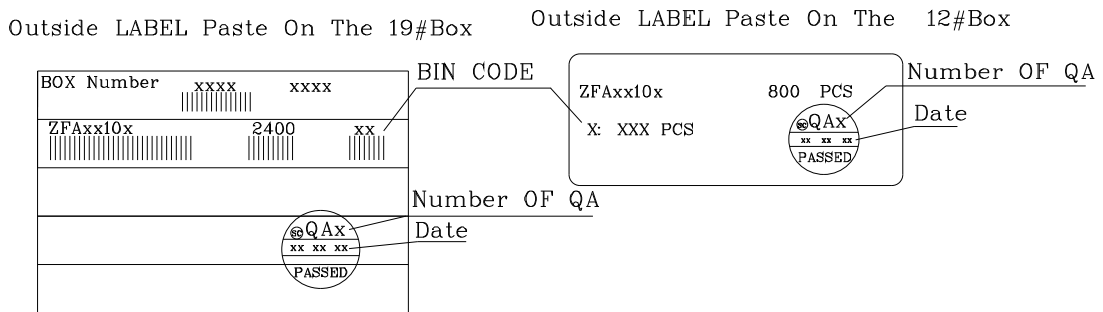 Outside LABEL Paste On The 19#Box
Outside LABEL Paste On The 12#Box
BOX Number xxxx xxxx
ZFAxx10x 2400 xx
BIN CODE
Number OF QA
Date
SC QAx
xx xx xx
PASSED
ZFAxx10x 800 PCS
X: XXX PCS
Number OF QA
Date
SC QAx
xx xx xx
PASSED